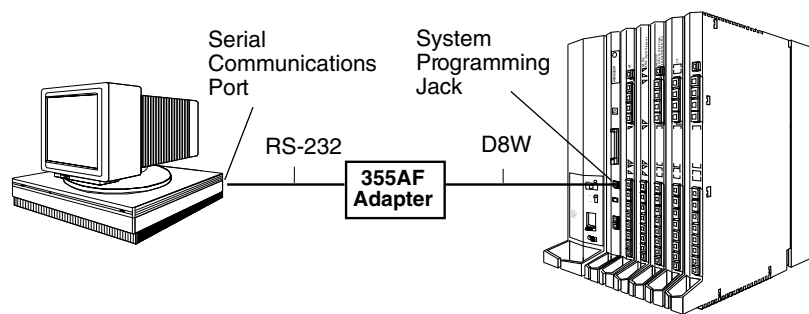 Serial
Communications
Port
System
Programming
Jack
RS-232
355AF
Adapter
D8W